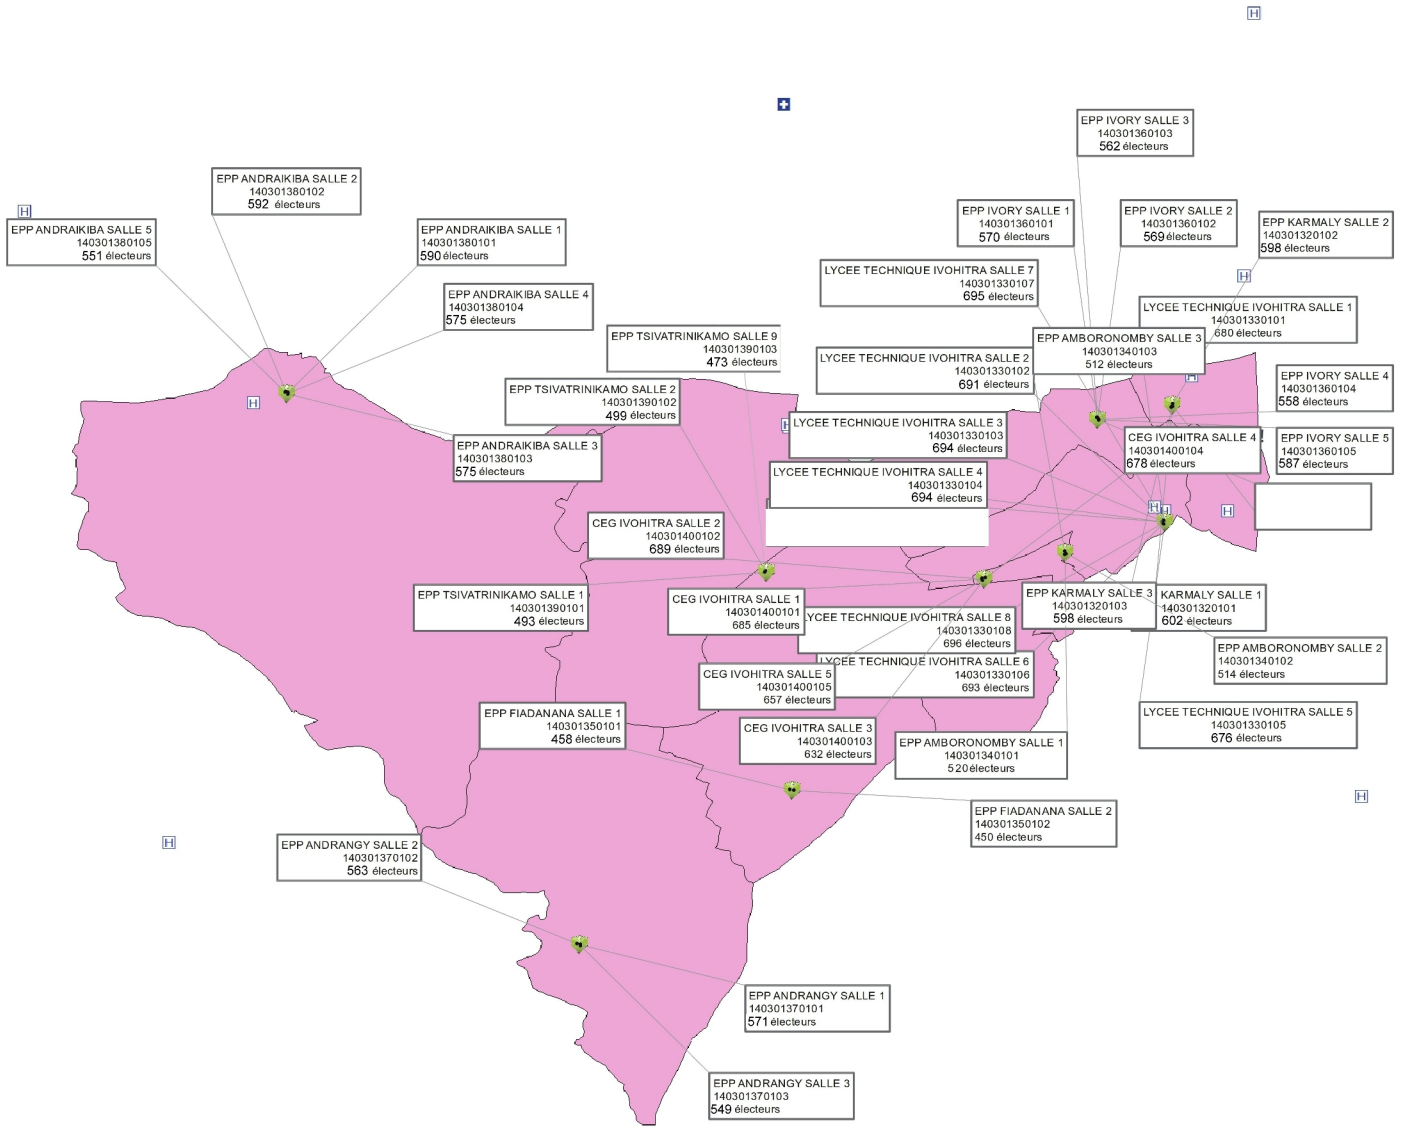 EPP IVORY SALLE 3
140301360103
562 électeurs
EPP ANDRAIKIBA SALLE 2
140301380102
592 électeurs
EPP ANDRAIKIBA SALLE 5
140301380105
551 électeurs
EPP ANDRAIKIBA SALLE 1
140301380101
590 électeurs
EPP IVORY SALLE 1
140301360101
570 électeurs
EPP IVORY SALLE 2
140301360102
569 électeurs
EPP KARMALY SALLE 2
140301320102
598 électeurs
LYCEE TECHNIQUE IVOHITRA SALLE 7
140301330107
695 électeurs
EPP ANDRAIKIBA SALLE 4
140301380104
575 électeurs
LYCEE TECHNIQUE IVOHITRA SALLE 1
140301330101
680 électeurs
EPP TSIVATRINIKAMO SALLE 9
140301390103
473 électeurs
EPP AMBORONOMBY SALLE 3
140301340103
512 électeurs
LYCEE TECHNIQUE IVOHITRA SALLE 2
140301330102
691 électeurs
EPP IVORY SALLE 4
140301360104
558 électeurs
EPP TSIVATRINIKAMO SALLE 2
140301390102
499 électeurs
LYCEE TECHNIQUE IVOHITRA SALLE 3
140301330103
694 électeurs
CEG IVOHITRA SALLE 4
140301400104
678 électeurs
EPP IVORY SALLE 5
140301360105
587 électeurs
EPP ANDRAIKIBA SALLE 3
140301380103
575 électeurs
LYCEE TECHNIQUE IVOHITRA SALLE 4
140301330104
694 électeurs
CEG IVOHITRA SALLE 2
140301400102
689 électeurs
EPP TSIVATRINIKAMO SALLE 1
140301390101
493 électeurs
CEG IVOHITRA SALLE 1
140301400101
685 électeurs
EPP KARMALY SALLE 3
140301320103
598 électeurs
KARMALY SALLE 1
140301320101
602 électeurs
LYCEE TECHNIQUE IVOHITRA SALLE 8
140301330108
696 électeurs
EPP AMBORONOMBY SALLE 2
140301340102
514 électeurs
LYCEE TECHNIQUE IVOHITRA SALLE 6
140301330106
693 électeurs
CEG IVOHITRA SALLE 5
140301400105
657 électeurs
EPP FIADANANA SALLE 1
140301350101
458 électeurs
LYCEE TECHNIQUE IVOHITRA SALLE 5
140301330105
676 électeurs
CEG IVOHITRA SALLE 3
140301400103
632 électeurs
EPP AMBORONOMBY SALLE 1
140301340101
520électeurs
EPP FIADANANA SALLE 2
140301350102
450 électeurs
EPP ANDRANGY SALLE 2
140301370102
563 électeurs
EPP ANDRANGY SALLE 1
140301370101
571 électeurs
EPP ANDRANGY SALLE 3
140301370103
549 électeurs